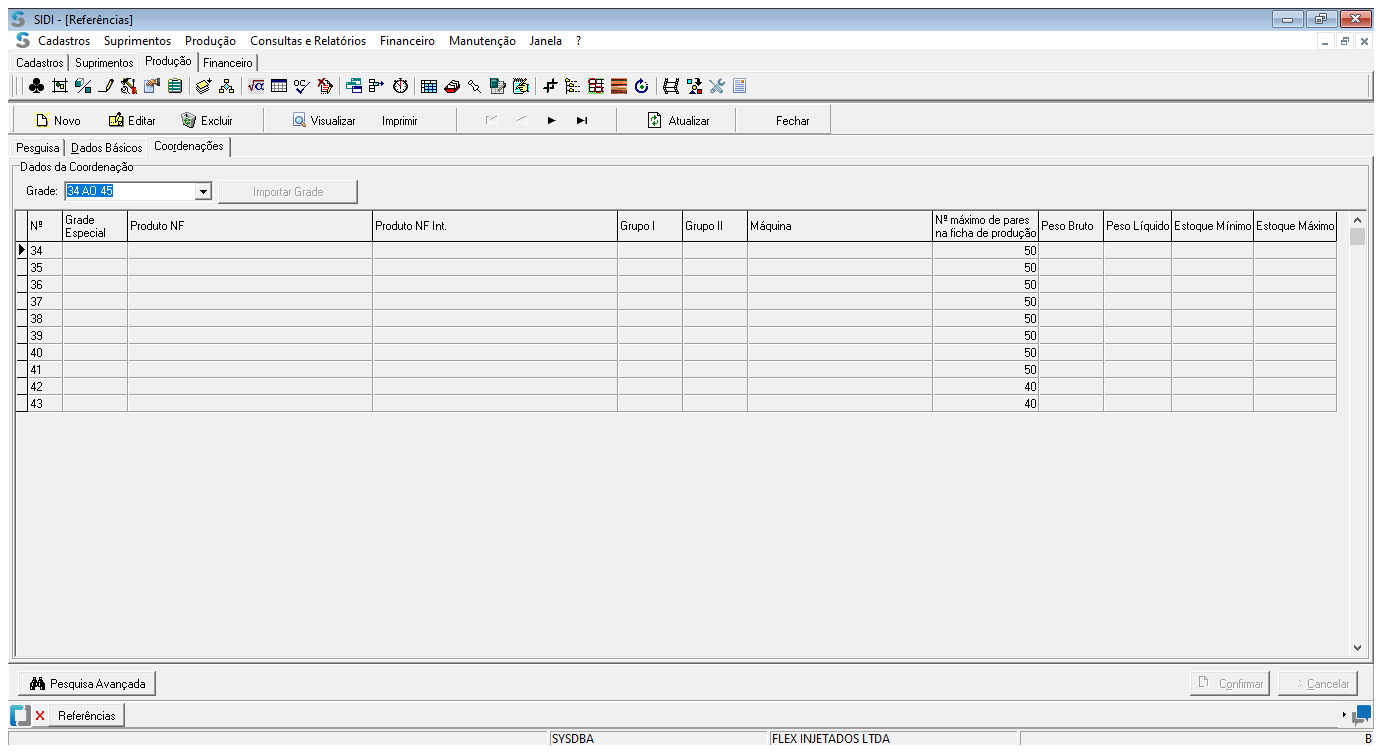 SIDI - [Referências]
Cadastros Suprimentos Produção Consultas e Relatórios Financeiro Manutenção Janela ?
Cadastros Suprimentos Produção Financeiro
Novo Editar Excluir Visualizar Imprimir Atualizar Fechar
Pesquisa Dados Básicos Coordenações
Dados da Coordenação
Grade: 34 AO 45 Importar Grade
Nº Grade Especial Produto NF Produto NF Int. Grupo I Grupo II Máquina Nº máximo de pares na ficha de produção Peso Bruto Peso Líquido Estoque Mínimo Estoque Máximo
34 50
35 50
36 50
37 50
38 50
39 50
40 50
41 50
42 40
43 40
Pesquisa Avançada Confirmar Cancelar
Referências
SYSDBA FLEX INJETADOS LTDA B